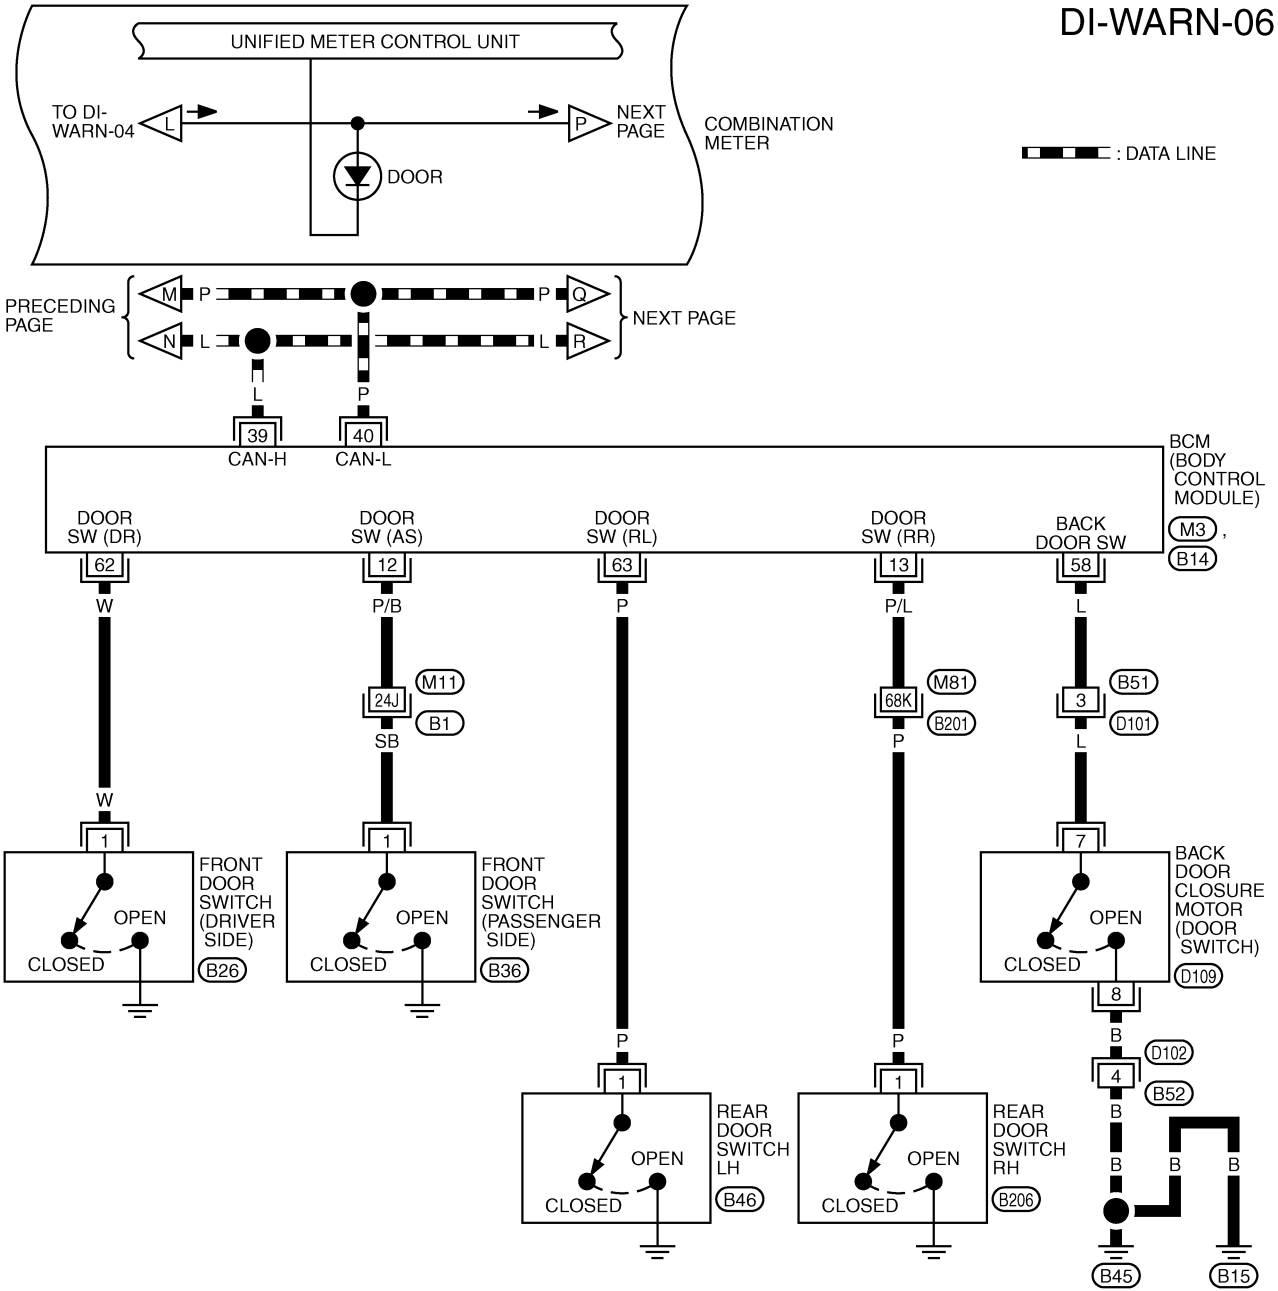 DI-WARN-06
UNIFIED METER CONTROL UNIT
TO DI-
WARN-04
L
P
NEXT
PAGE
COMBINATION
METER
DOOR
: DATA LINE
PRECEDING
PAGE
M P P Q
N L L R
NEXT PAGE
L P
39 40
CAN-H CAN-L
BCM
(BODY
CONTROL
MODULE)
M3 ,
B14
DOOR
SW (DR)
DOOR
SW (AS)
DOOR
SW (RL)
DOOR
SW (RR)
BACK
DOOR SW
62 12 63 13 58
W P/B P P/L L
M11
24J
B1
SB
M81
68K
B201
P
B51
3
D101
L
W
1 1 7
OPEN
CLOSED
FRONT
DOOR
SWITCH
(DRIVER
SIDE)
B26
OPEN
CLOSED
FRONT
DOOR
SWITCH
(PASSENGER
SIDE)
B36
OPEN
CLOSED
BACK
DOOR
CLOSURE
MOTOR
(DOOR
SWITCH)
D109
8
B
D102
4
B52
B
P P
1 1
OPEN
CLOSED
REAR
DOOR
SWITCH
LH
B46
OPEN
CLOSED
REAR
DOOR
SWITCH
RH
B206
B B B
B45 B15